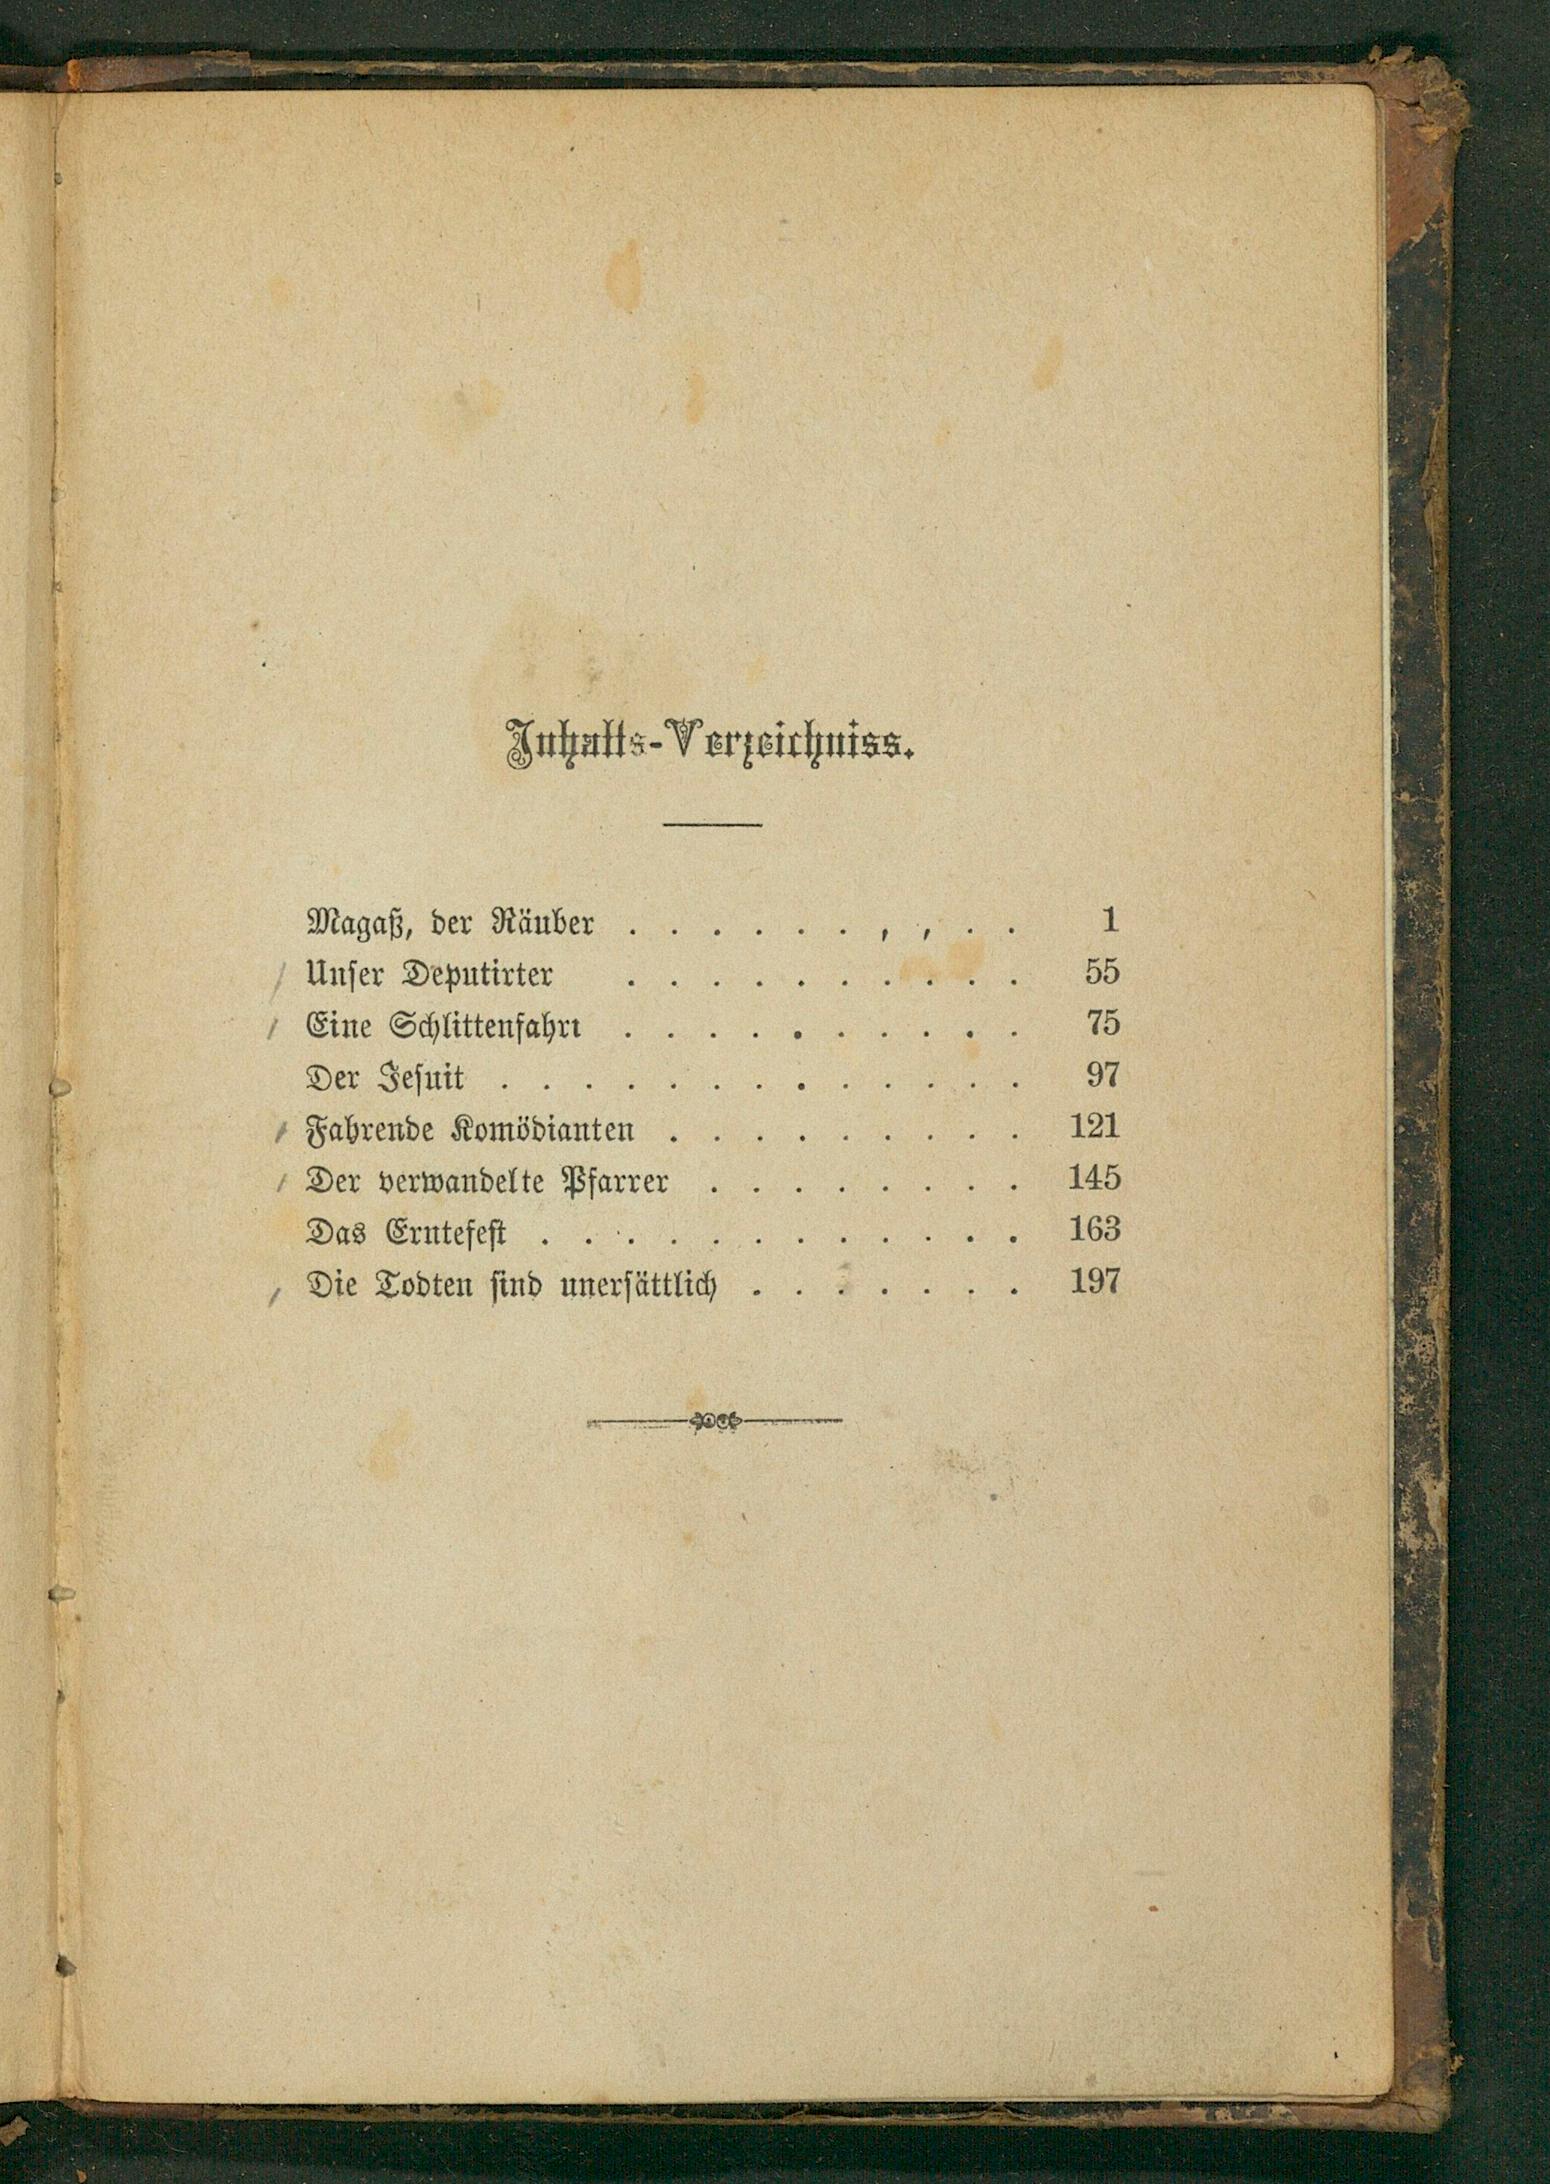 Inhalts-Verzeichniss.
Magaß, der Räuber . . . . . . , , . . 1
Unser Deputirter . . . . . . . . . . 55
Eine Schlittenfahrt . . . . . . . . . . 75
Der Jesuit . . . . . . . . . . . . . 97
Fahrende Komödianten . . . . . . . . . 121
Der verwandelte Pfarrer . . . . . . . . 145
Das Erntefest . . . . . . . . . . . . 163
Die Todten sind unersättlich . . . . . . . 197